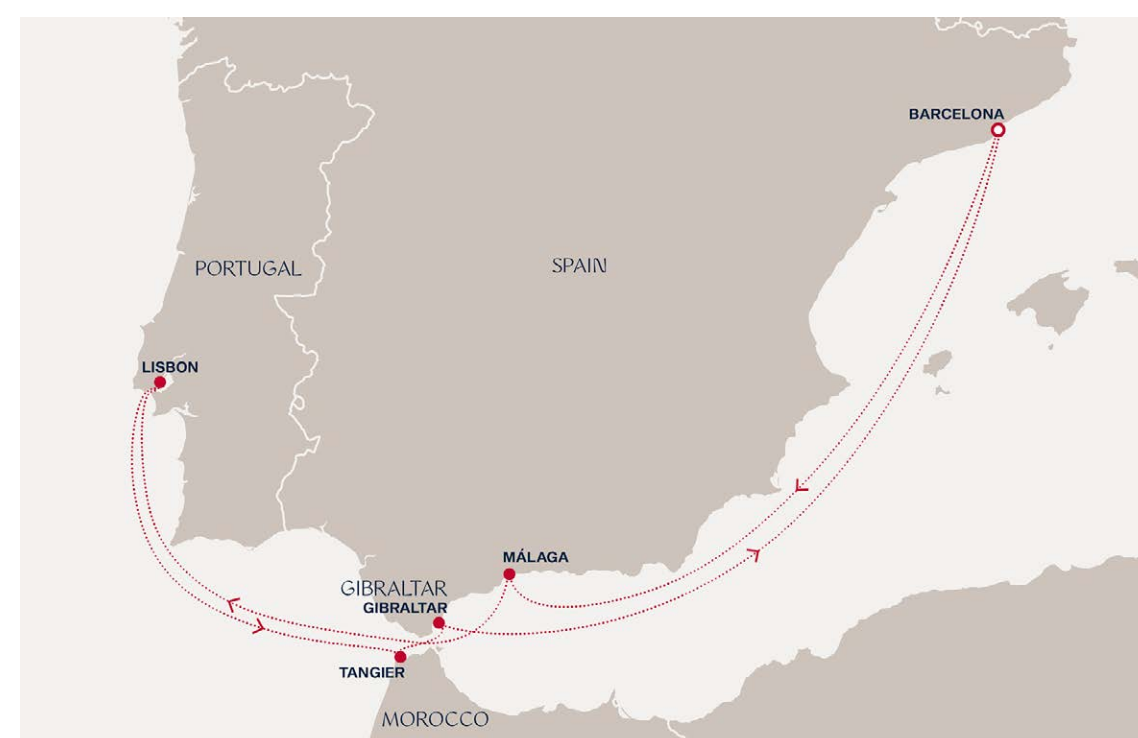 BARCELONA
PORTUGAL
SPAIN
LISBON
MÁLAGA
GIBRALTAR
GIBRALTAR
TANGIER
MOROCCO